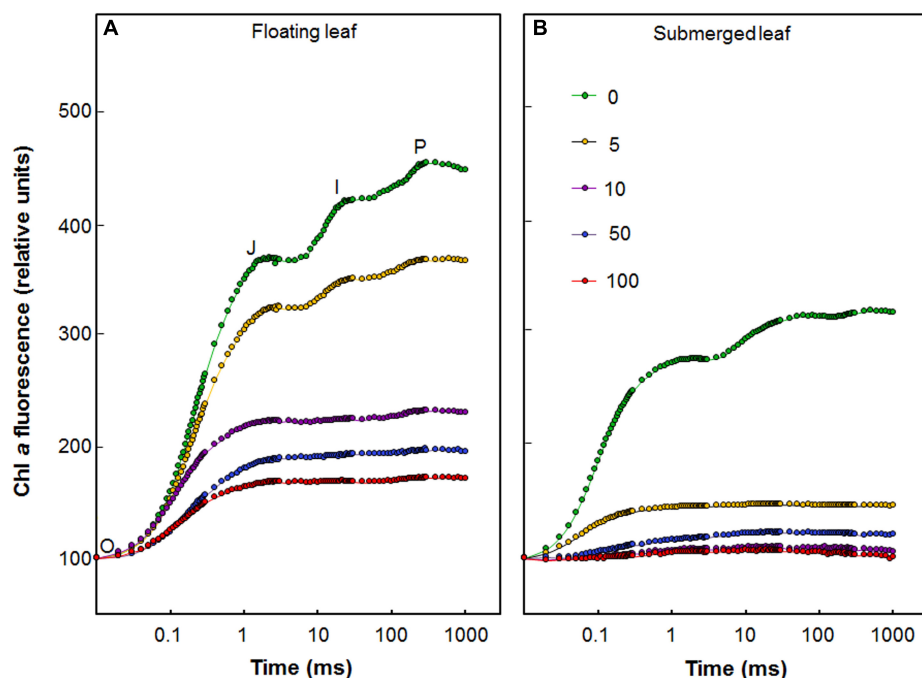 A
Floating leaf
B
Submerged leaf
Chl a fluorescence (relative units)
500
400
300
200
100
O
J
I
P
0
5
10
50
100
0.1 1 10 100 1000
0.1 1 10 100 1000
Time (ms)
Time (ms)